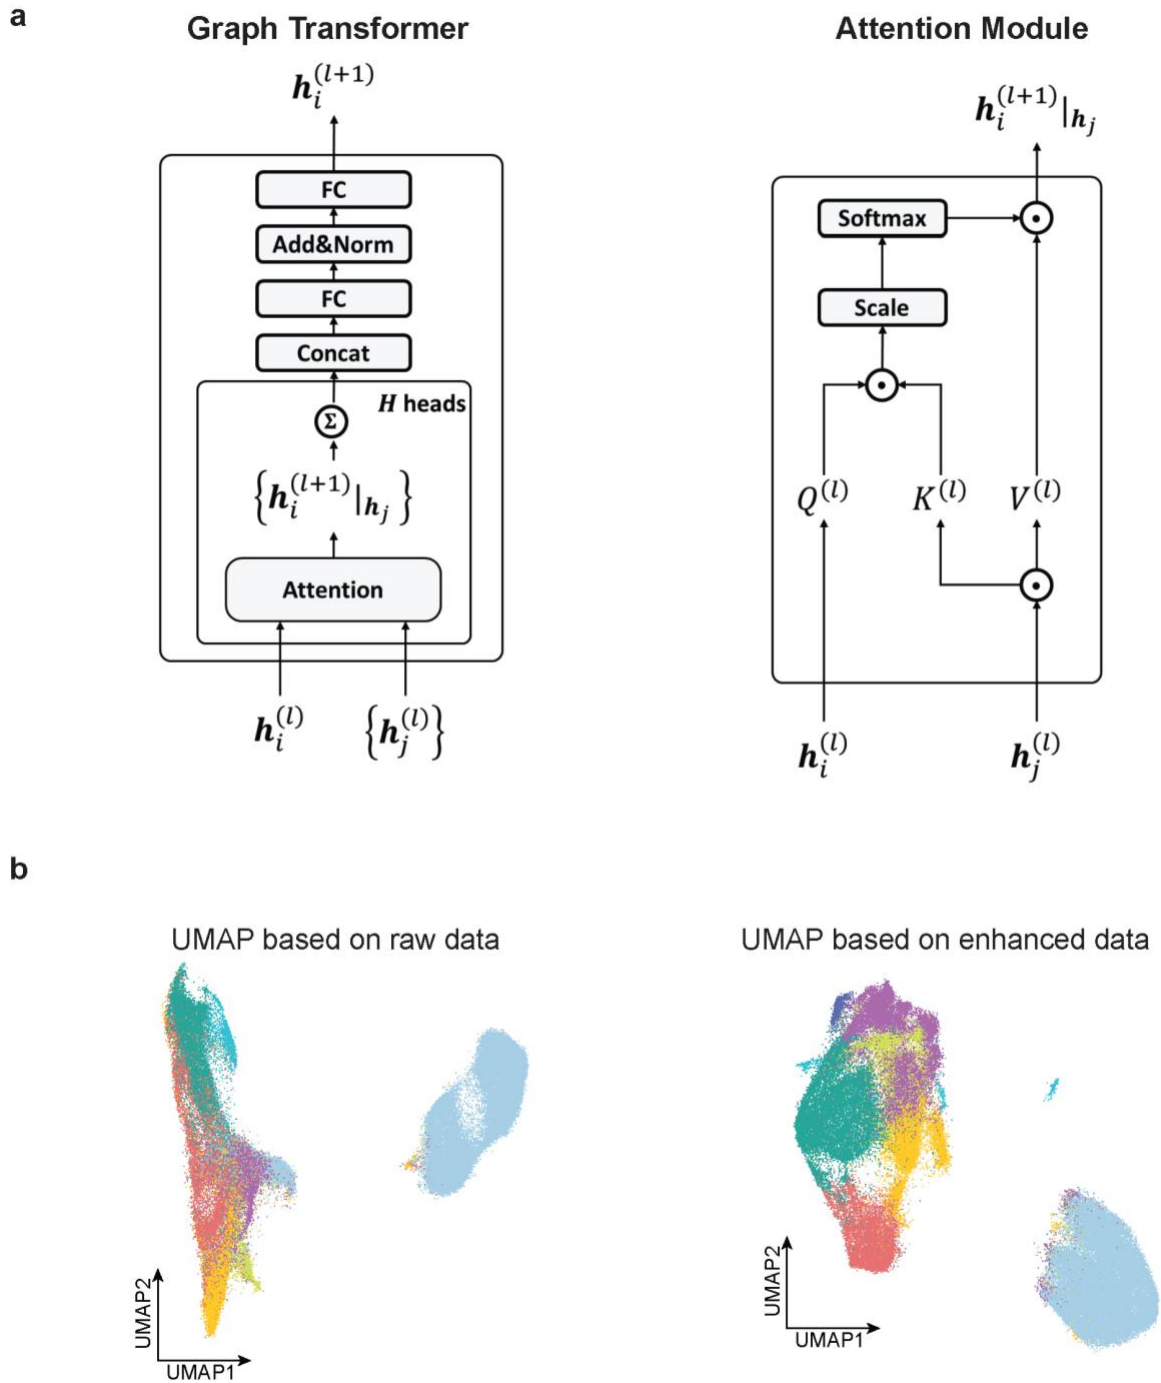 a
Graph Transformer
h_i^{(l+1)}
FC
Add&Norm
FC
Concat
H heads
Σ
{h_i^{(l+1)}|_{h_j}}
Attention
h_i^{(l)} {h_j^{(l)}}
Attention Module
h_i^{(l+1)}|_{h_j}
Softmax
Scale
Q^{(l)} K^{(l)} V^{(l)}
h_i^{(l)} h_j^{(l)}
b
UMAP based on raw data
UMAP2
UMAP1
UMAP based on enhanced data
UMAP2
UMAP1